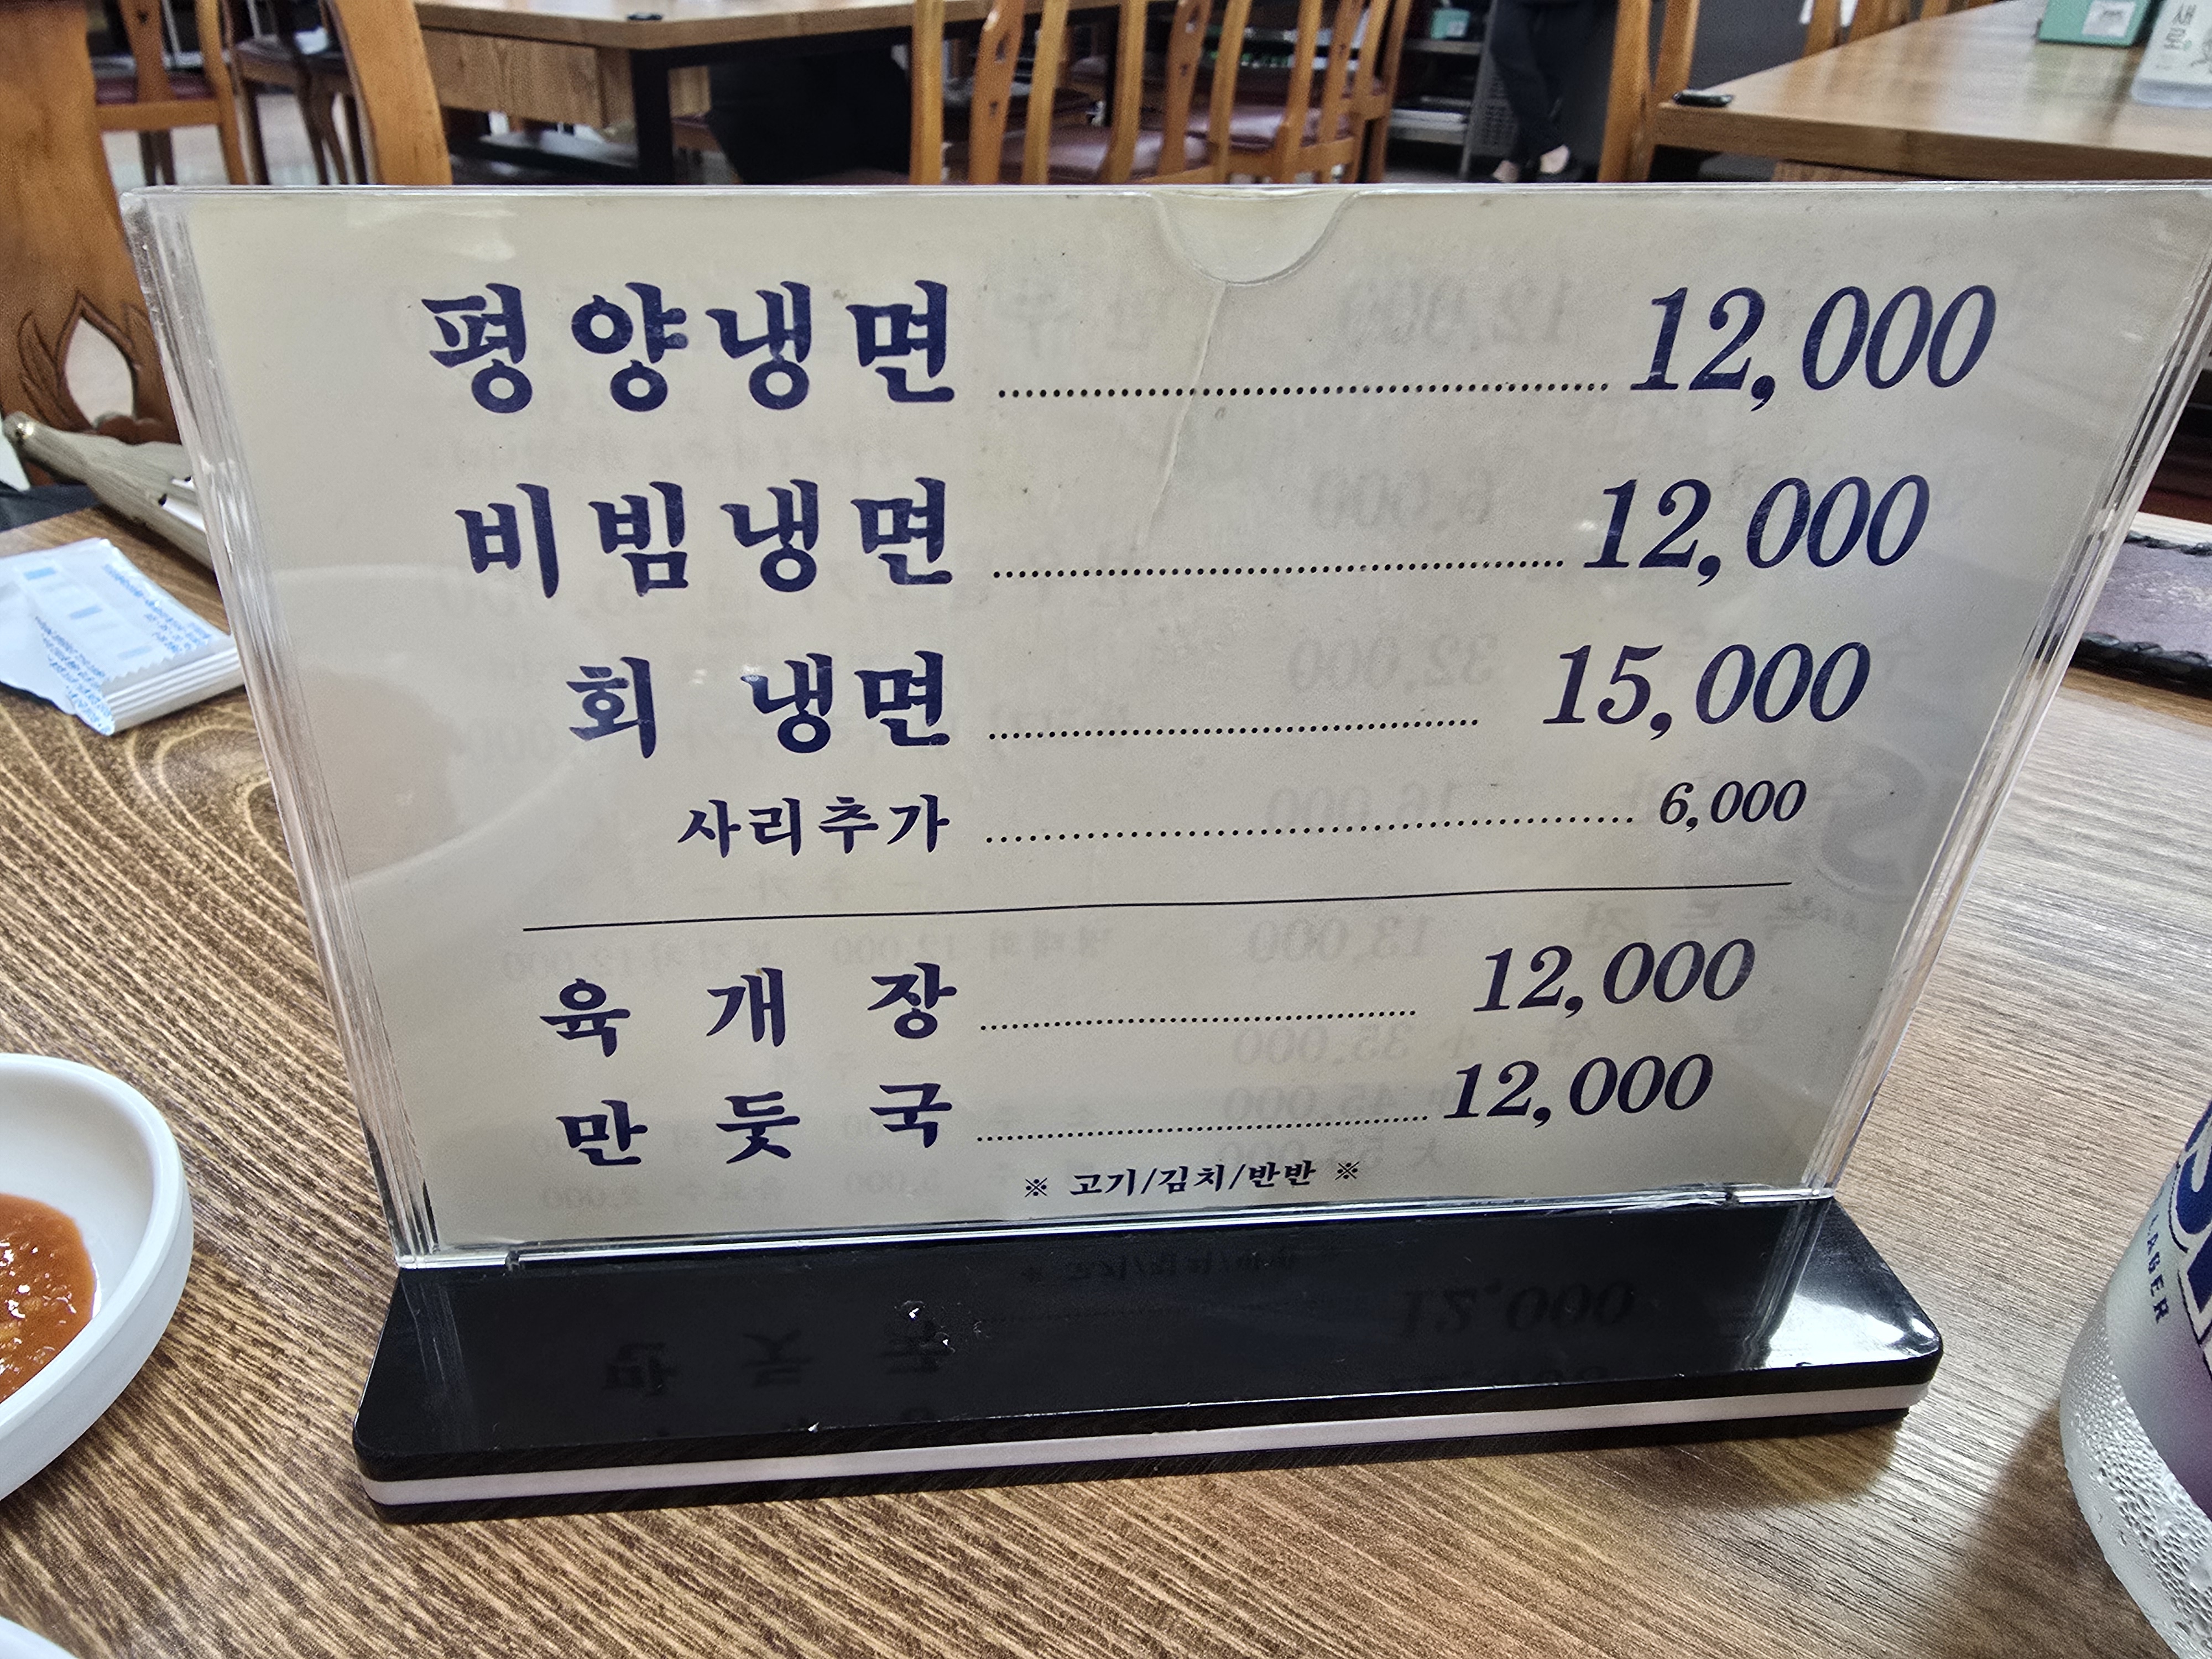 평양냉면 12,000
비빔냉면 12,000
회 냉면 15,000
사리추가 6,000
육 개 장 12,000
만 둣 국 12,000
※ 고기/김치/반반 ※
LAGER